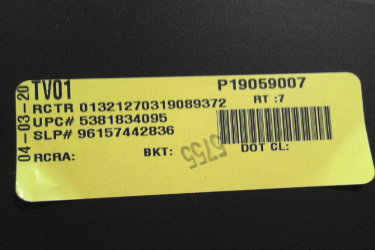 04-03-20
TV01 P19059007
RCTR 01321270319089372 RT :7
UPC# 5381834095
SLP# 96157442836
5755
RCRA: BKT: DOT CL: